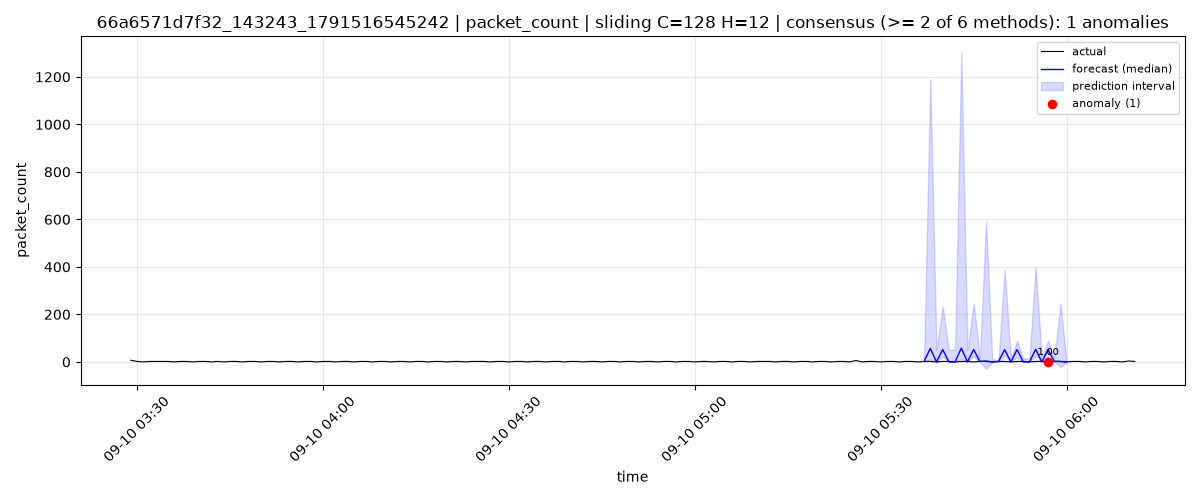 66a6571d7f32_143243_1791516545242 | packet_count | sliding C=128 H=12 | consensus (>= 2 of 6 methods): 1 anomalies
actual
forecast (median)
prediction interval
anomaly (1)
1200
1000
800
600
400
200
0
packet_count
1.00
09-10 03:30
09-10 04:00
09-10 04:30
09-10 05:00
09-10 05:30
09-10 06:00
time